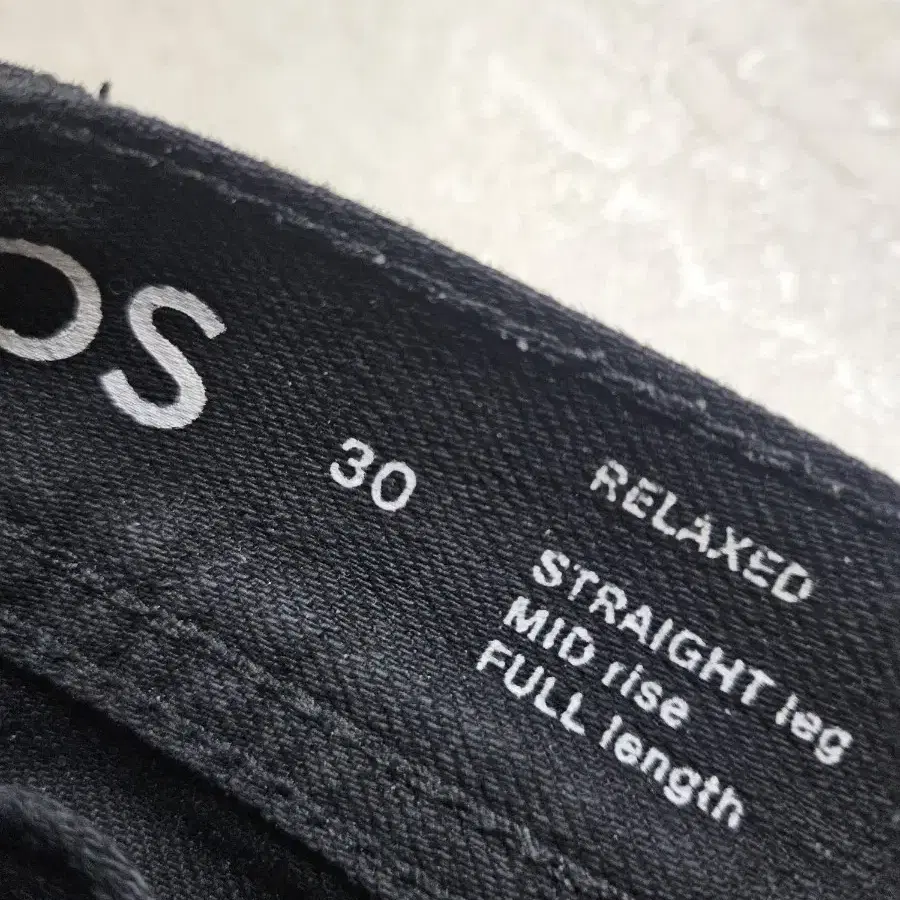 OS
30
RELAXED
STRAIGHT leg
MID rise
FULL length